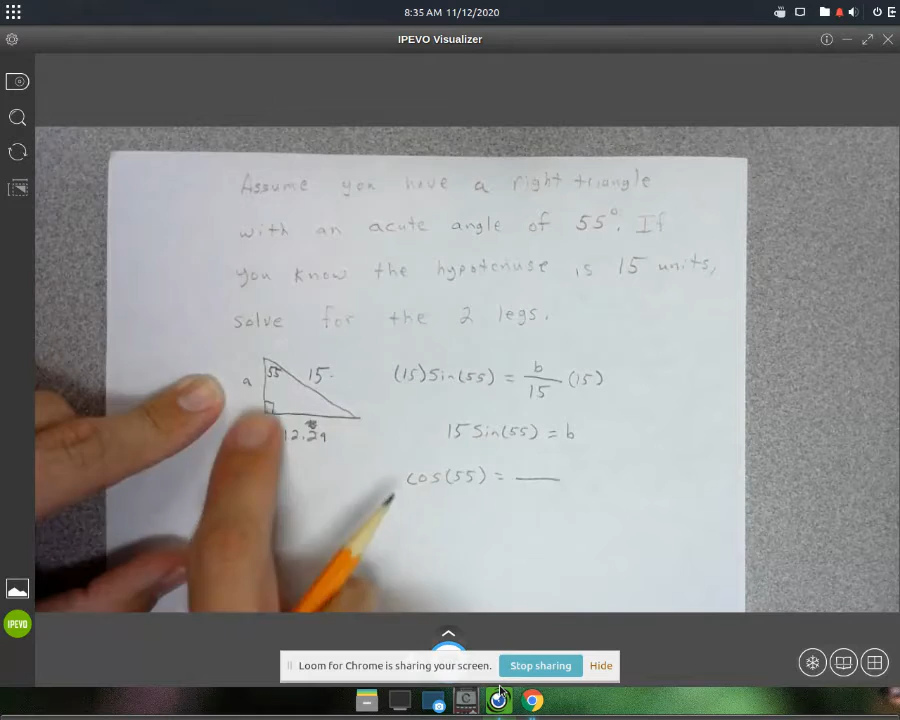 8:35 AM 11/12/2020
IPEVO Visualizer
Assume you have a right triangle
with an acute angle of 55°. If
you know the hypotenuse is 15 units,
solve for the 2 legs.
55 15
a
12.29
(15) Sin(55) = b/15 (15)
15 Sin(55) = b
cos(55) = __
IPEVO
Loom for Chrome is sharing your screen. Stop sharing Hide